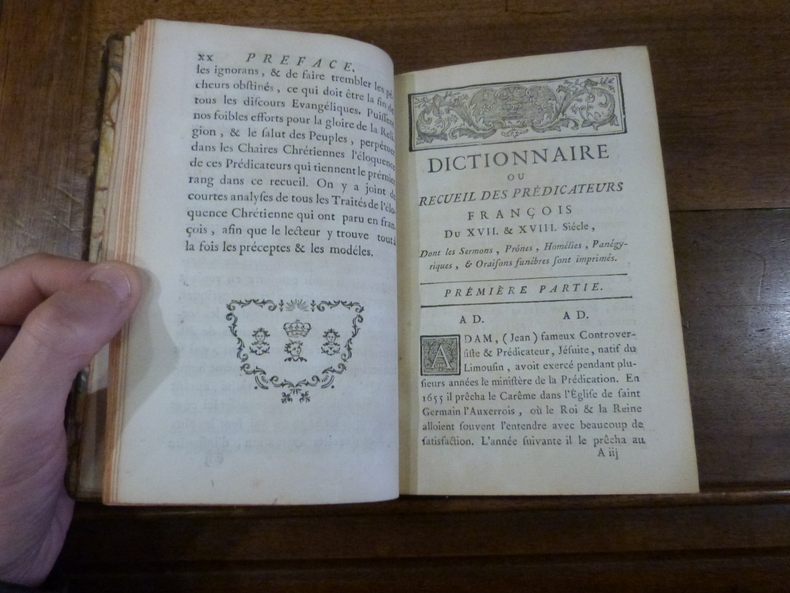 xx PREFACE.
les ignorans, & de faire trembler les pé-
cheurs obstinés, ce qui doit être la fin de
tous les discours Evangéliques. Puissent
nos foibles efforts pour la gloire de la Reli-
gion, & le salut des Peuples, perpétuer
dans les Chaires Chrétiennes l'éloquence
de ces Prédicateurs qui tiennent le prémier
rang dans ce recueil. On y a joint de
courtes analyses de tous les Traités de l'élo-
quence Chrétienne qui ont paru en fran-
çois, afin que le lecteur y trouve tout à
la fois les préceptes & les modéles.
DICTIONNAIRE
OU
RECUEIL DES PRÉDICATEURS
FRANÇOIS
DU XVII. & XVIII. Siécle,
Dont les Sermons, Prônes, Homélies, Panégy-
riques, & Oraisons funébres sont imprimés.
PRÉMIÈRE PARTIE.
AD. AD.
ADAM, (Jean) fameux Controver-
siste & Prédicateur, Jésuite, natif du
Limousin, avoit exercé pendant plu-
sieurs années le ministère de la Prédication. En
1655 il prêcha le Carême dans l'Église de saint
Germain l'Auxerrois, où le Roi & la Reine
alloient souvent l'entendre avec beaucoup de
satisfaction. L'année suivante il le prêcha au
A iij